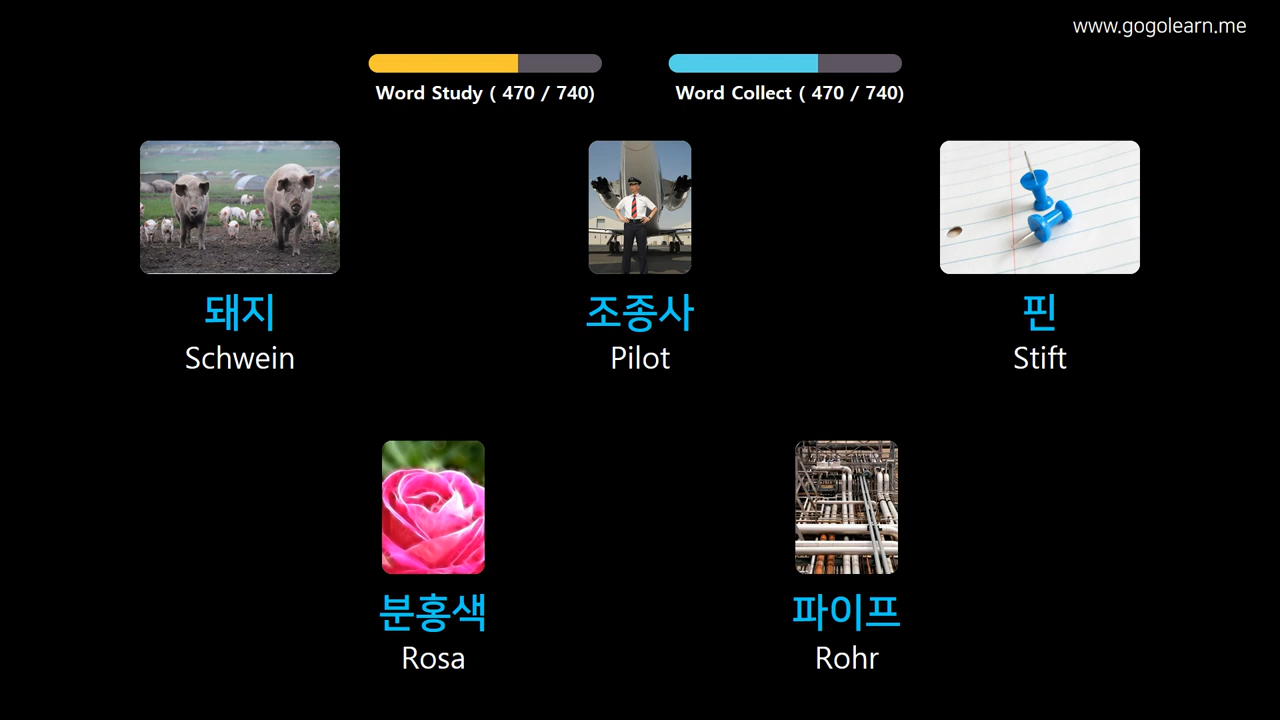 www.gogolearn.me
Word Study ( 470 / 740)
Word Collect ( 470 / 740)
돼지
Schwein
조종사
Pilot
핀
Stift
분홍색
Rosa
파이프
Rohr